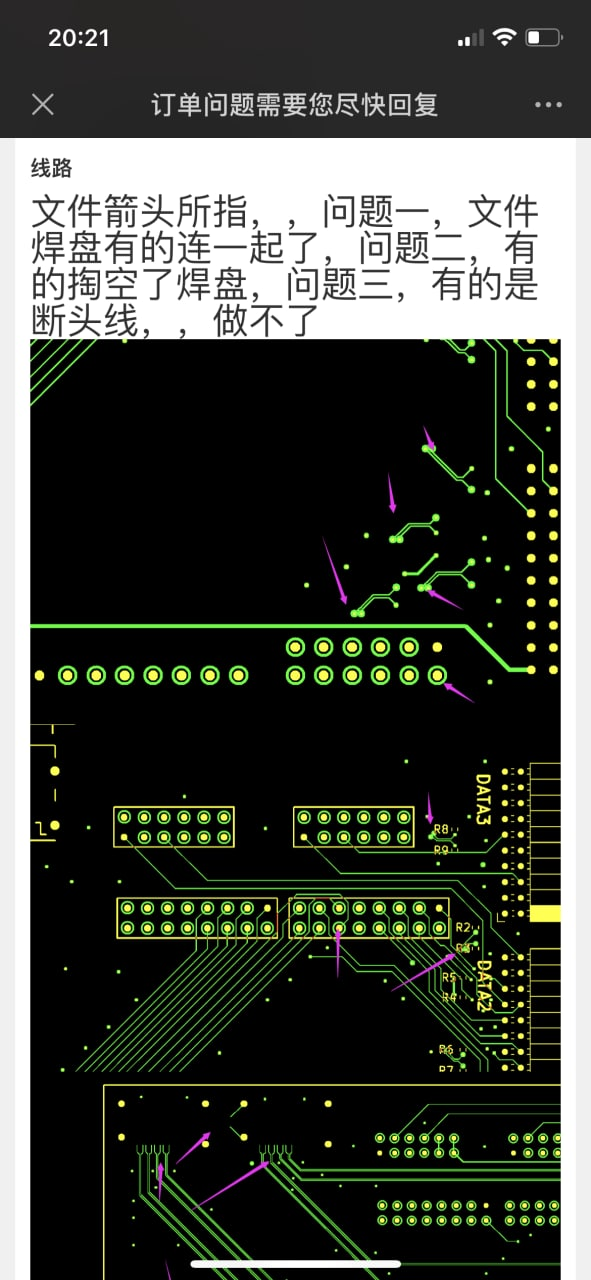 20:21
订单问题需要您尽快回复
线路
文件箭头所指，，问题一，文件
焊盘有的连一起了，问题二，有
的掏空了焊盘，问题三，有的是
断头线，，做不了
DATA3
R8
R9
R2
DATA2
R5
R4
R6
R7